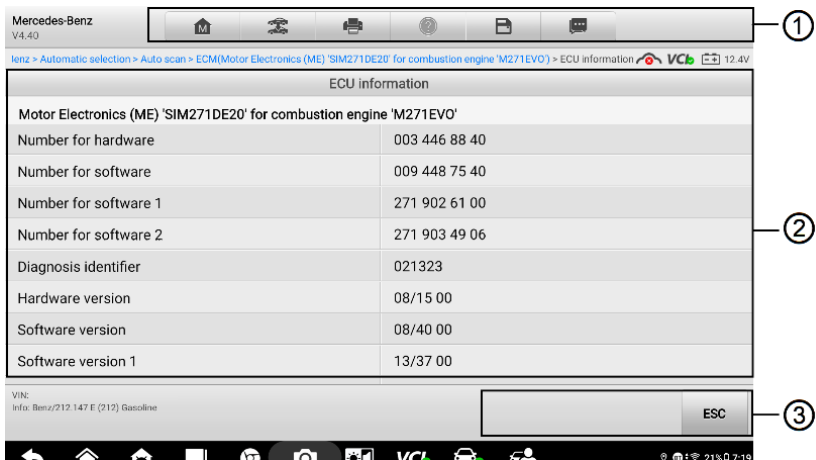 Mercedes-Benz
V4.40
M
1
lenz > Automatic selection > Auto scan > ECM(Motor Electronics (ME) 'SIM271DE20' for combustion engine 'M271EVO') > ECU information VCI 12.4V
ECU information
Motor Electronics (ME) 'SIM271DE20' for combustion engine 'M271EVO'
Number for hardware 003 446 88 40
Number for software 009 448 75 40
Number for software 1 271 902 61 00
Number for software 2 271 903 49 06
2
Diagnosis identifier 021323
Hardware version 08/15 00
Software version 08/40 00
Software version 1 13/37 00
VIN:
Info: Benz/212.147 E (212) Gasoline
ESC
3
VCI 21% 7:19